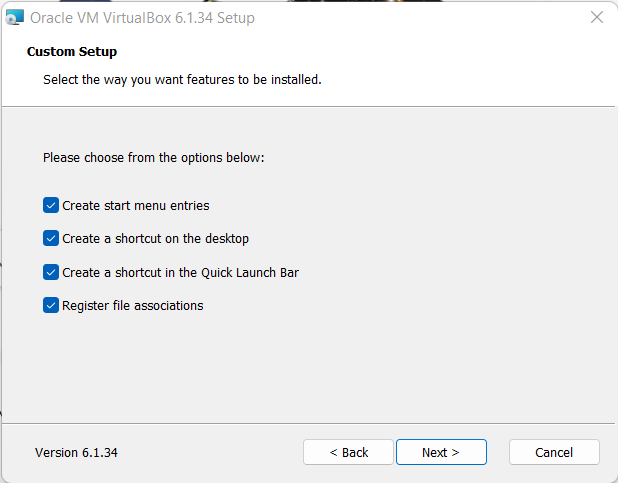 Oracle VM VirtualBox 6.1.34 Setup
Custom Setup
Select the way you want features to be installed.
Please choose from the options below:
Create start menu entries
Create a shortcut on the desktop
Create a shortcut in the Quick Launch Bar
Register file associations
Version 6.1.34
< Back
Next >
Cancel